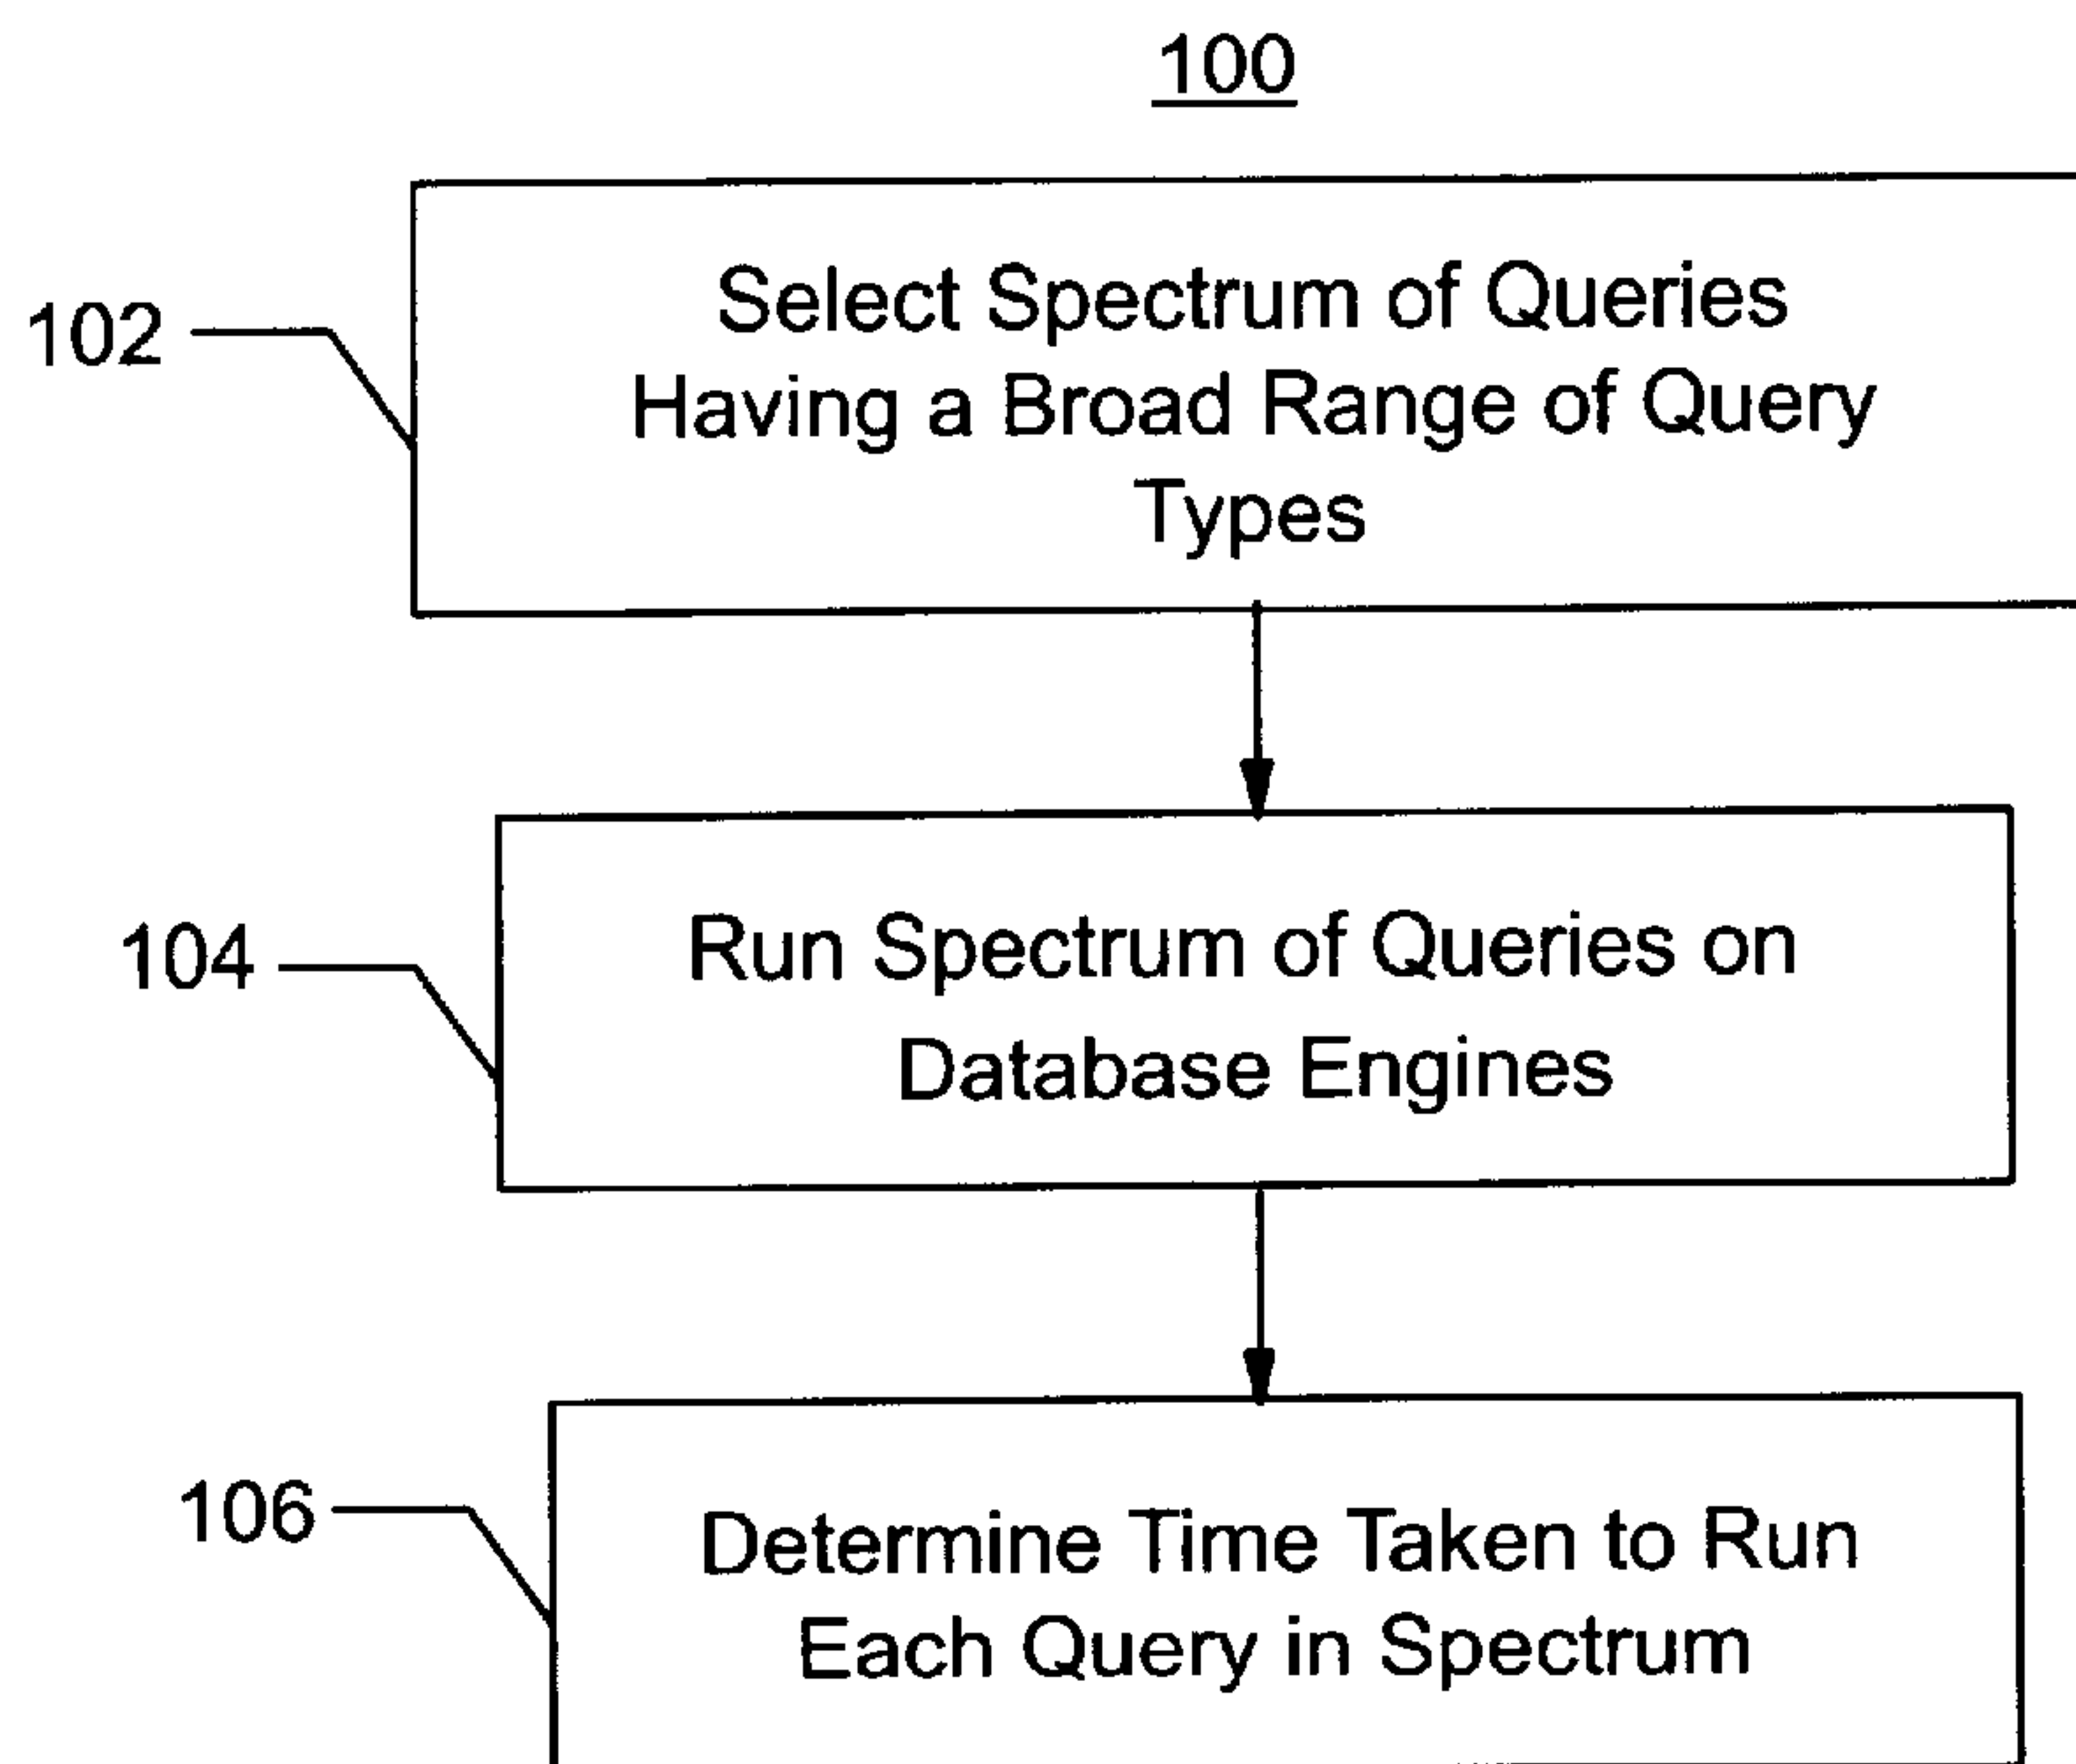 100
102
Select Spectrum of Queries
Having a Broad Range of Query
Types
104
Run Spectrum of Queries on
Database Engines
106
Determine Time Taken to Run
Each Query in Spectrum